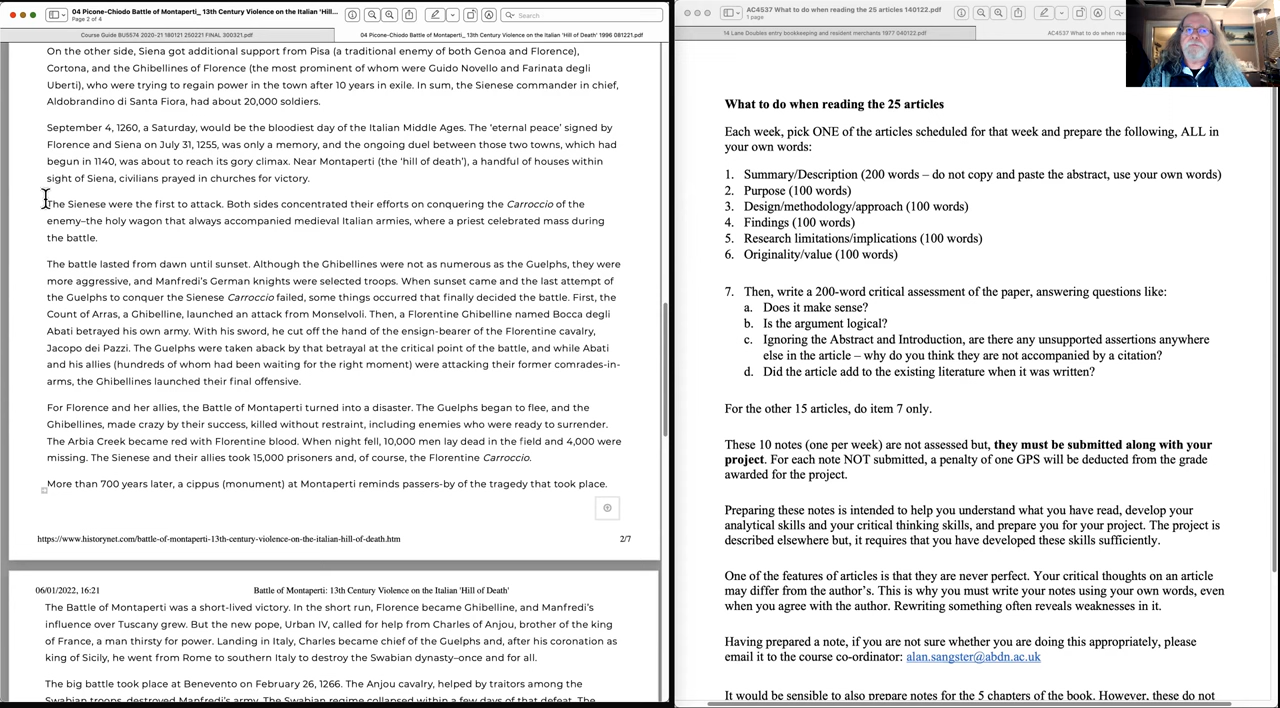 04 Picone-Chiodo Battle of Montaperti_ 13th Century Violence on the Italian 'Hill...
Page 2 of 4
Search
Course Guide BUS574 2020-21 180121 250221 FINAL 300321.pdf
04 Picone-Chiodo Battle of Montaperti_ 13th Century Violence on the Italian 'Hill of Death' 1996 081221.pdf
On the other side, Siena got additional support from Pisa (a traditional enemy of both Genoa and Florence),
Cortona, and the Ghibellines of Florence (the most prominent of whom were Guido Novello and Farinata degli
Uberti), who were trying to regain power in the town after 10 years in exile. In sum, the Sienese commander in chief,
Aldobrandino di Santa Fiora, had about 20,000 soldiers.
September 4, 1260, a Saturday, would be the bloodiest day of the Italian Middle Ages. The 'eternal peace' signed by
Florence and Siena on July 31, 1255, was only a memory, and the ongoing duel between those two towns, which had
begun in 1140, was about to reach its gory climax. Near Montaperti (the 'hill of death'), a handful of houses within
sight of Siena, civilians prayed in churches for victory.
The Sienese were the first to attack. Both sides concentrated their efforts on conquering the Carroccio of the
enemy–the holy wagon that always accompanied medieval Italian armies, where a priest celebrated mass during
the battle.
The battle lasted from dawn until sunset. Although the Ghibellines were not as numerous as the Guelphs, they were
more aggressive, and Manfredi's German knights were selected troops. When sunset came and the last attempt of
the Guelphs to conquer the Sienese Carroccio failed, some things occurred that finally decided the battle. First, the
Count of Arras, a Ghibelline, launched an attack from Monselvoli. Then, a Florentine Ghibelline named Bocca degli
Abati betrayed his own army. With his sword, he cut off the hand of the ensign-bearer of the Florentine cavalry,
Jacopo dei Pazzi. The Guelphs were taken aback by that betrayal at the critical point of the battle, and while Abati
and his allies (hundreds of whom had been waiting for the right moment) were attacking their former comrades-in-
arms, the Ghibellines launched their final offensive.
For Florence and her allies, the Battle of Montaperti turned into a disaster. The Guelphs began to flee, and the
Ghibellines, made crazy by their success, killed without restraint, including enemies who were ready to surrender.
The Arbia Creek became red with Florentine blood. When night fell, 10,000 men lay dead in the field and 4,000 were
missing. The Sienese and their allies took 15,000 prisoners and, of course, the Florentine Carroccio.
More than 700 years later, a cippus (monument) at Montaperti reminds passers-by of the tragedy that took place.
https://www.historynet.com/battle-of-montaperti-13th-century-violence-on-the-italian-hill-of-death.htm 2/7
06/01/2022, 16:21 Battle of Montaperti: 13th Century Violence on the Italian 'Hill of Death'
The Battle of Montaperti was a short-lived victory. In the short run, Florence became Ghibelline, and Manfredi's
influence over Tuscany grew. But the new pope, Urban IV, called for help from Charles of Anjou, brother of the king
of France, a man thirsty for power. Landing in Italy, Charles became chief of the Guelphs and, after his coronation as
king of Sicily, he went from Rome to southern Italy to destroy the Swabian dynasty–once and for all.
The big battle took place at Benevento on February 26, 1266. The Anjou cavalry, helped by traitors among the
Swabian troops, destroyed Manfredi's army. The Swabian regime collapsed within a few days of that defeat. The
AC4537 What to do when reading the 25 articles 140122.pdf
1 page
14 Lane Doubles entry bookkeeping and resident merchants 1977 040122.pdf
AC4537 What to do when rea
What to do when reading the 25 articles
Each week, pick ONE of the articles scheduled for that week and prepare the following, ALL in
your own words:
1. Summary/Description (200 words – do not copy and paste the abstract, use your own words)
2. Purpose (100 words)
3. Design/methodology/approach (100 words)
4. Findings (100 words)
5. Research limitations/implications (100 words)
6. Originality/value (100 words)
7. Then, write a 200-word critical assessment of the paper, answering questions like:
a. Does it make sense?
b. Is the argument logical?
c. Ignoring the Abstract and Introduction, are there any unsupported assertions anywhere
else in the article – why do you think they are not accompanied by a citation?
d. Did the article add to the existing literature when it was written?
For the other 15 articles, do item 7 only.
These 10 notes (one per week) are not assessed but, they must be submitted along with your
project. For each note NOT submitted, a penalty of one GPS will be deducted from the grade
awarded for the project.
Preparing these notes is intended to help you understand what you have read, develop your
analytical skills and your critical thinking skills, and prepare you for your project. The project is
described elsewhere but, it requires that you have developed these skills sufficiently.
One of the features of articles is that they are never perfect. Your critical thoughts on an article
may differ from the author's. This is why you must write your notes using your own words, even
when you agree with the author. Rewriting something often reveals weaknesses in it.
Having prepared a note, if you are not sure whether you are doing this appropriately, please
email it to the course co-ordinator: alan.sangster@abdn.ac.uk
It would be sensible to also prepare notes for the 5 chapters of the book. However, these do not